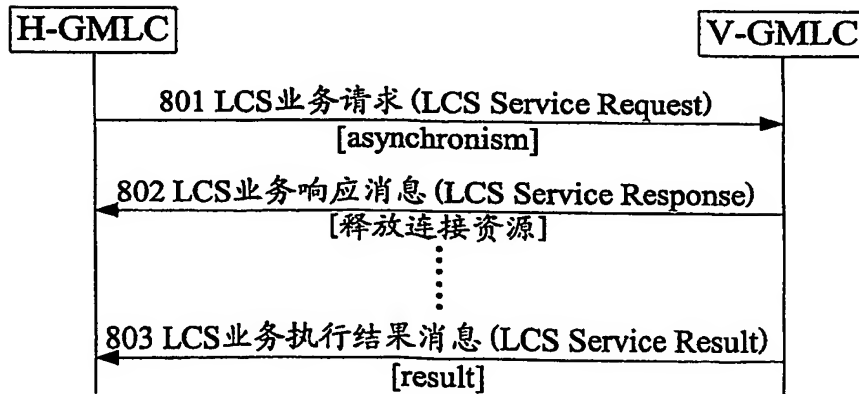 H-GMLC
V-GMLC
801 LCS业务请求 (LCS Service Request)
[asynchronism]
802 LCS业务响应消息 (LCS Service Response)
[释放连接资源]
803 LCS业务执行结果消息 (LCS Service Result)
[result]